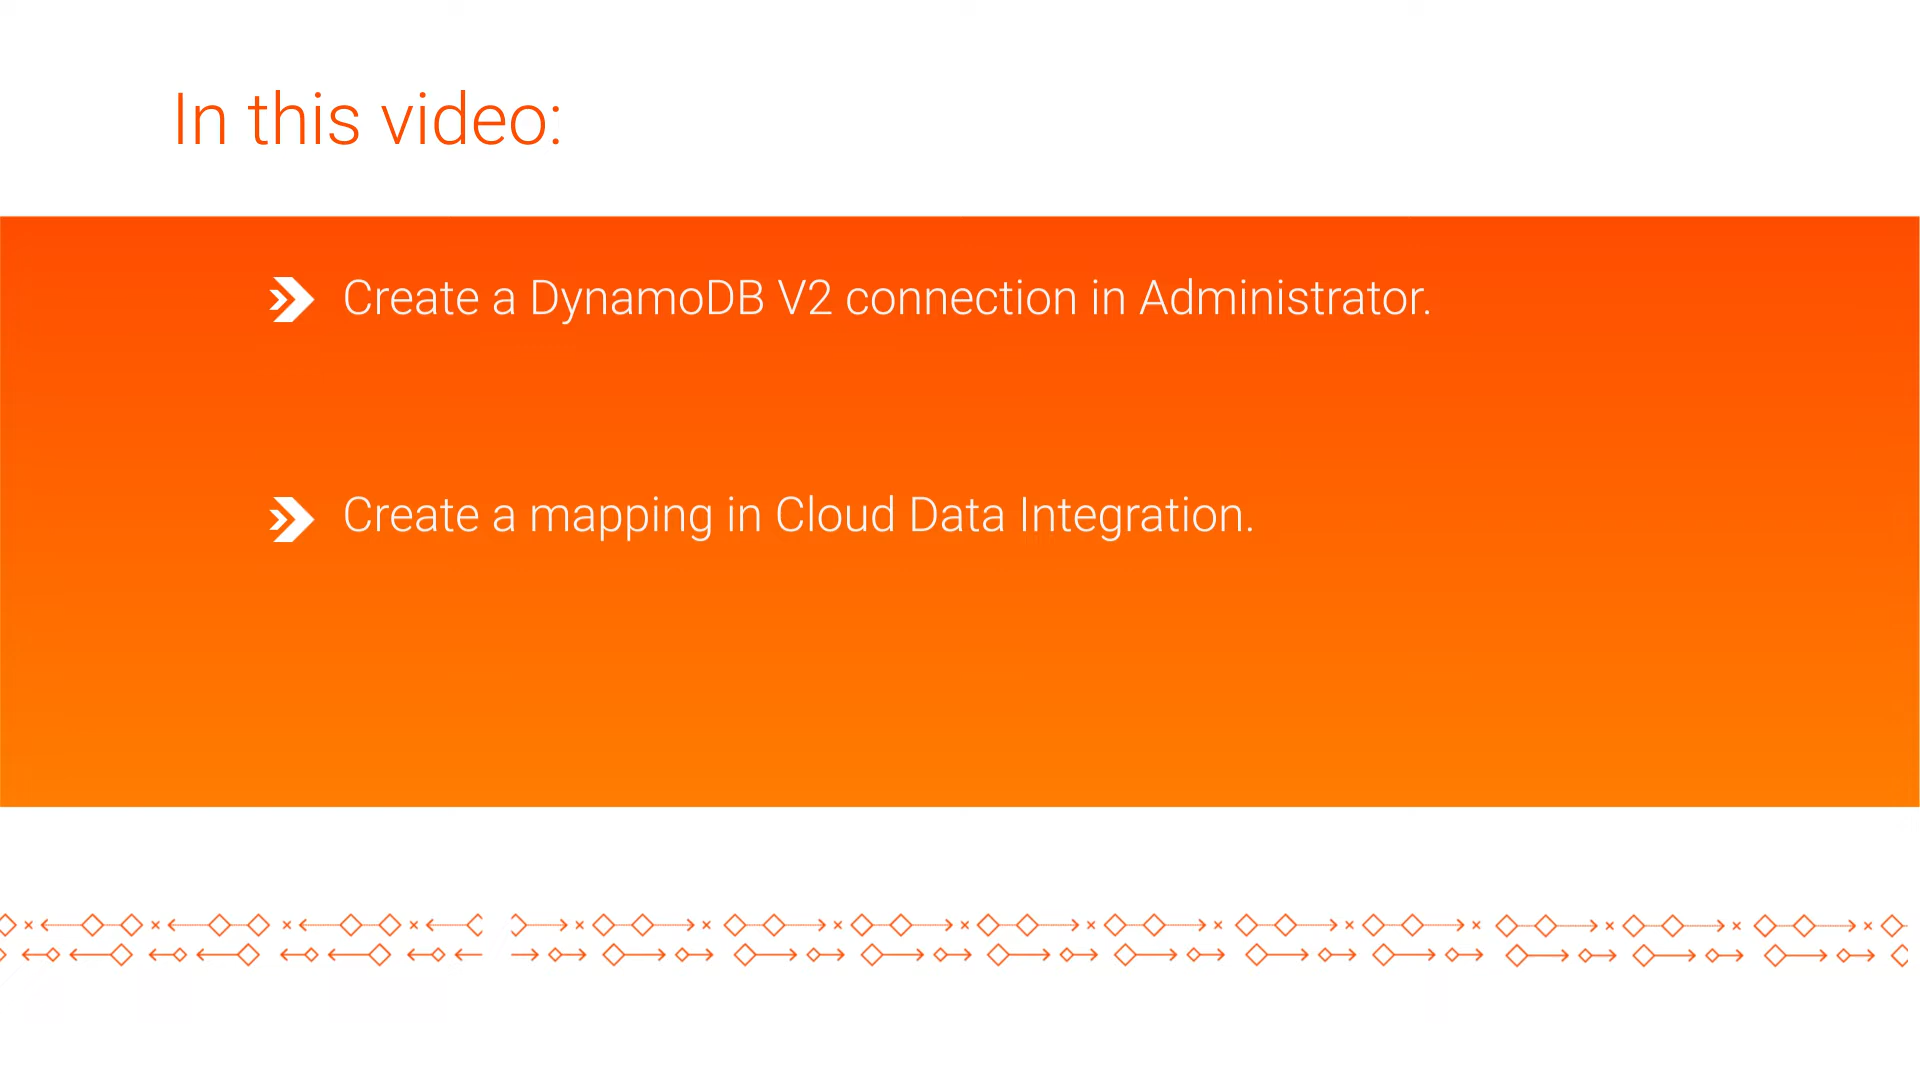 In this video:
Create a DynamoDB V2 connection in Administrator.
Create a mapping in Cloud Data Integration.